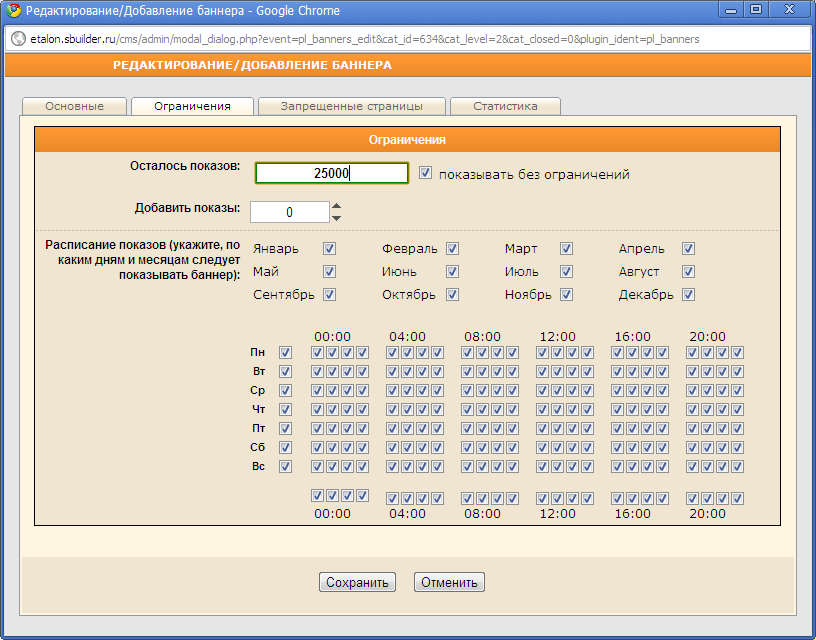 Редактирование/Добавление баннера - Google Chrome
etalon.sbuilder.ru/cms/admin/modal_dialog.php?event=pl_banners_edit&cat_id=634&cat_level=2&cat_closed=0&plugin_ident=pl_banners
РЕДАКТИРОВАНИЕ/ДОБАВЛЕНИЕ БАННЕРА
Основные Ограничения Запрещенные страницы Статистика
Ограничения
Осталось показов: 25000 показывать без ограничений
Добавить показы: 0
Расписание показов (укажите, по
каким дням и месяцам следует
показывать баннер):
Январь Февраль Март Апрель
Май Июнь Июль Август
Сентябрь Октябрь Ноябрь Декабрь
00:00 04:00 08:00 12:00 16:00 20:00
Пн
Вт
Ср
Чт
Пт
Сб
Вс
00:00 04:00 08:00 12:00 16:00 20:00
Сохранить Отменить